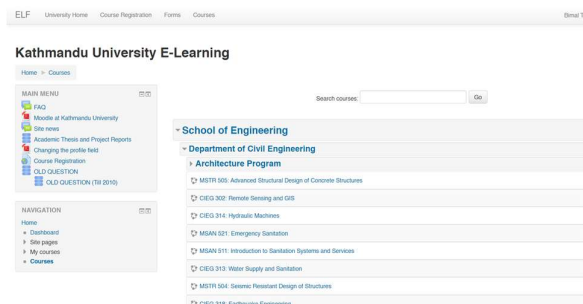 ELF University Home Course Registration Forms Courses Bimal T
Kathmandu University E-Learning
Home Courses
MAIN MENU
FAQ
Moodle at Kathmandu University
Site news
Academic Thesis and Project Reports
Changing the profile field
Course Registration
OLD QUESTION
OLD QUESTION (Till 2010)
NAVIGATION
Home
Dashboard
Site pages
My courses
Courses
Search courses: Go
School of Engineering
Department of Civil Engineering
Architecture Program
MSTR 505: Advanced Structural Design of Concrete Structures
CIEG 302: Remote Sensing and GIS
CIEG 314: Hydraulic Machines
MSAN 521: Emergency Sanitation
MSAN 511: Introduction to Sanitation Systems and Services
CIEG 313: Water Supply and Sanitation
MSTR 504: Seismic Resistant Design of Structures
CIEG 318: Earthquake Engineering